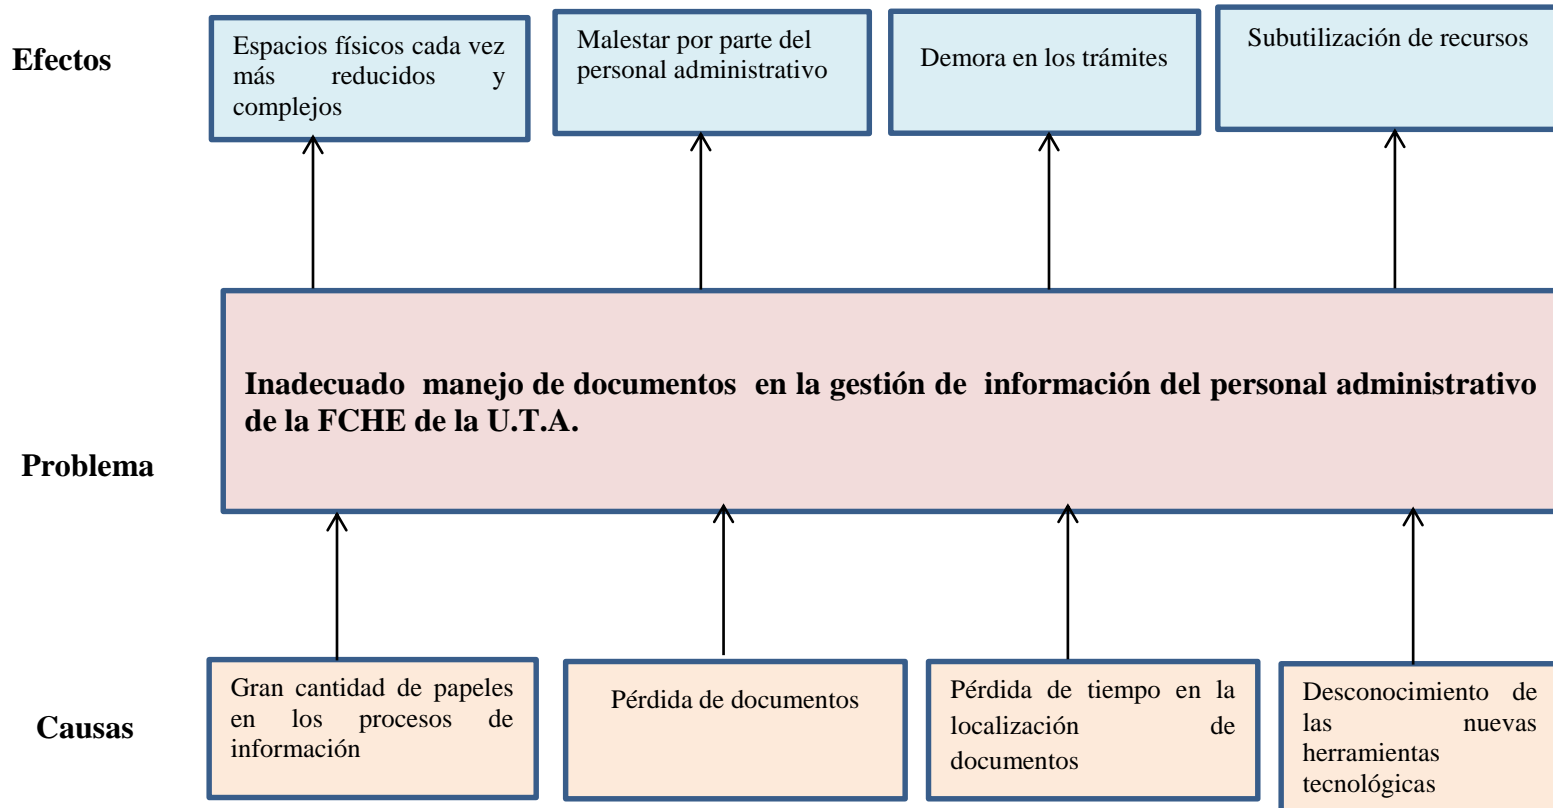 Efectos
Espacios físicos cada vez
más reducidos y
complejos
Malestar por parte del
personal administrativo
Demora en los trámites
Subutilización de recursos
Problema
Inadecuado manejo de documentos en la gestión de información del personal administrativo
de la FCHE de la U.T.A.
Causas
Gran cantidad de papeles
en los procesos de
información
Pérdida de documentos
Pérdida de tiempo en la
localización de
documentos
Desconocimiento de
las nuevas
herramientas
tecnológicas